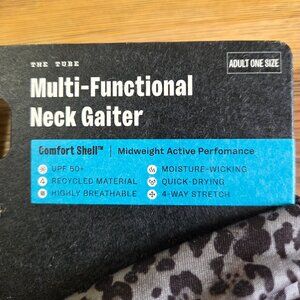 THE TUBE
ADULT ONE SIZE
Multi-Functional
Neck Gaiter
Comfort Shell™ | Midweight Active Perfomance
UPF 50+
MOISTURE-WICKING
RECYCLED MATERIAL
QUICK-DRYING
HIGHLY BREATHABLE
4-WAY STRETCH